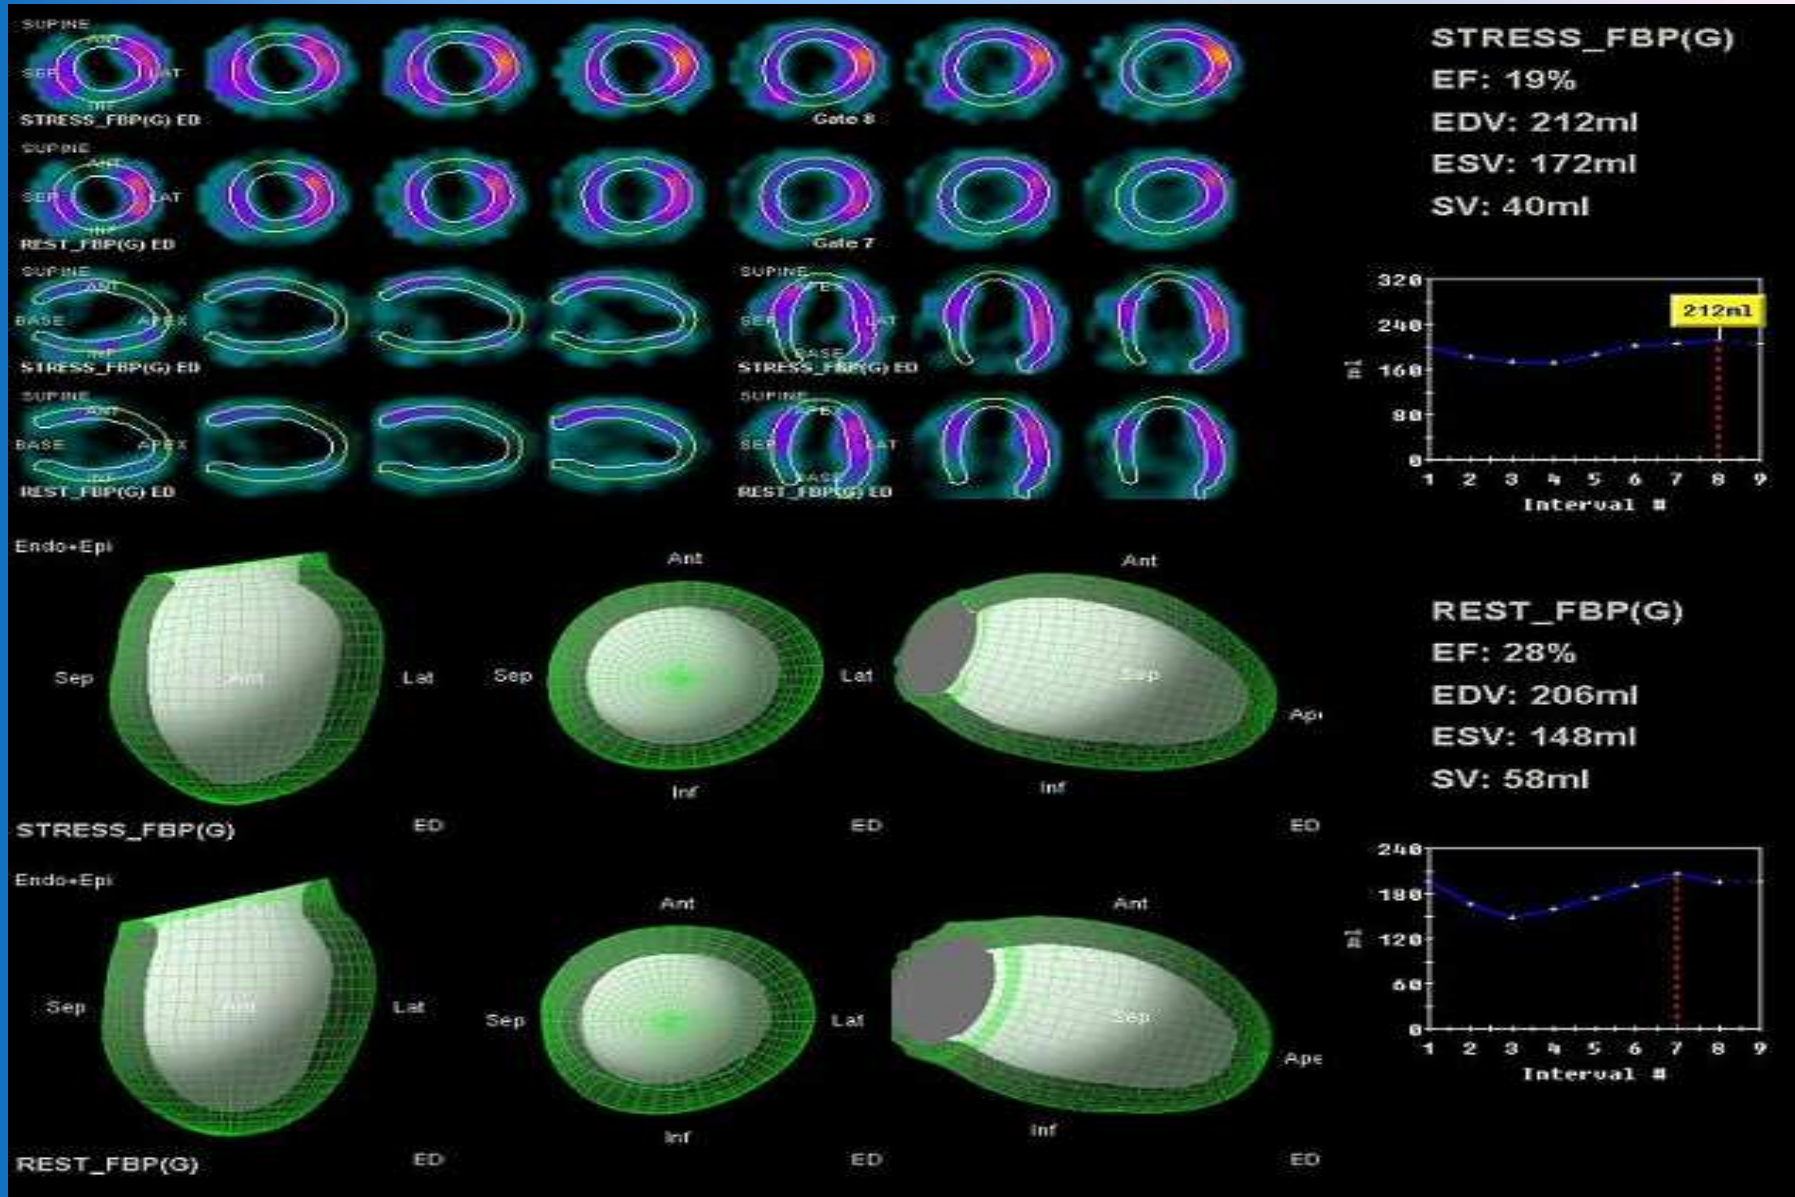 SUPINE
ANT
SEP LAT
INF
STRESS_FBP(G) ED
Gate 8
SUPINE
ANT
SEP LAT
INF
REST_FBP(G) ED
Gate 7
SUPINE
ANT
BASE APEX
INF
STRESS_FBP(G) ED
SUPINE
APEX
SEP LAT
BASE
STRESS_FBP(G) ED
SUPINE
ANT
BASE APEX
INF
REST_FBP(G) ED
SUPINE
APEX
SEP LAT
BASE
REST_FBP(G) ED
STRESS_FBP(G)
EF: 19%
EDV: 212ml
ESV: 172ml
SV: 40ml
320
240
160
80
0
ml
212ml
1 2 3 4 5 6 7 8 9
Interval #
Endo+Epi
Sep Ant Lat
ED
STRESS_FBP(G)
Ant
Sep Lat
Inf
ED
Ant
Sep
Ape
Inf
ED
Endo+Epi
Sep Ant Lat
ED
REST_FBP(G)
Ant
Sep Lat
Inf
ED
Ant
Sep
Ape
Inf
ED
REST_FBP(G)
EF: 28%
EDV: 206ml
ESV: 148ml
SV: 58ml
240
180
120
60
0
ml
1 2 3 4 5 6 7 8 9
Interval #